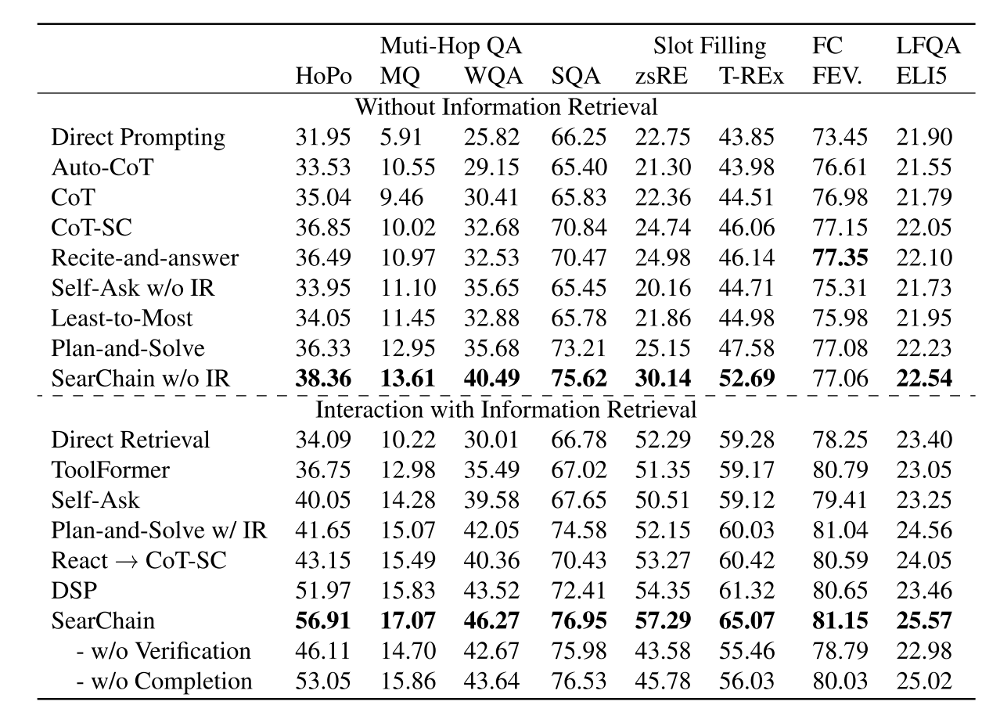 Muti-Hop QA Slot Filling FC LFQA
HoPo MQ WQA SQA zsRE T-REx FEV. ELI5
Without Information Retrieval
Direct Prompting 31.95 5.91 25.82 66.25 22.75 43.85 73.45 21.90
Auto-CoT 33.53 10.55 29.15 65.40 21.30 43.98 76.61 21.55
CoT 35.04 9.46 30.41 65.83 22.36 44.51 76.98 21.79
CoT-SC 36.85 10.02 32.68 70.84 24.74 46.06 77.15 22.05
Recite-and-answer 36.49 10.97 32.53 70.47 24.98 46.14 77.35 22.10
Self-Ask w/o IR 33.95 11.10 35.65 65.45 20.16 44.71 75.31 21.73
Least-to-Most 34.05 11.45 32.88 65.78 21.86 44.98 75.98 21.95
Plan-and-Solve 36.33 12.95 35.68 73.21 25.15 47.58 77.08 22.23
SearChain w/o IR 38.36 13.61 40.49 75.62 30.14 52.69 77.06 22.54
Interaction with Information Retrieval
Direct Retrieval 34.09 10.22 30.01 66.78 52.29 59.28 78.25 23.40
ToolFormer 36.75 12.98 35.49 67.02 51.35 59.17 80.79 23.05
Self-Ask 40.05 14.28 39.58 67.65 50.51 59.12 79.41 23.25
Plan-and-Solve w/ IR 41.65 15.07 42.05 74.58 52.15 60.03 81.04 24.56
React → CoT-SC 43.15 15.49 40.36 70.43 53.27 60.42 80.59 24.05
DSP 51.97 15.83 43.52 72.41 54.35 61.32 80.65 23.46
SearChain 56.91 17.07 46.27 76.95 57.29 65.07 81.15 25.57
- w/o Verification 46.11 14.70 42.67 75.98 43.58 55.46 78.79 22.98
- w/o Completion 53.05 15.86 43.64 76.53 45.78 56.03 80.03 25.02